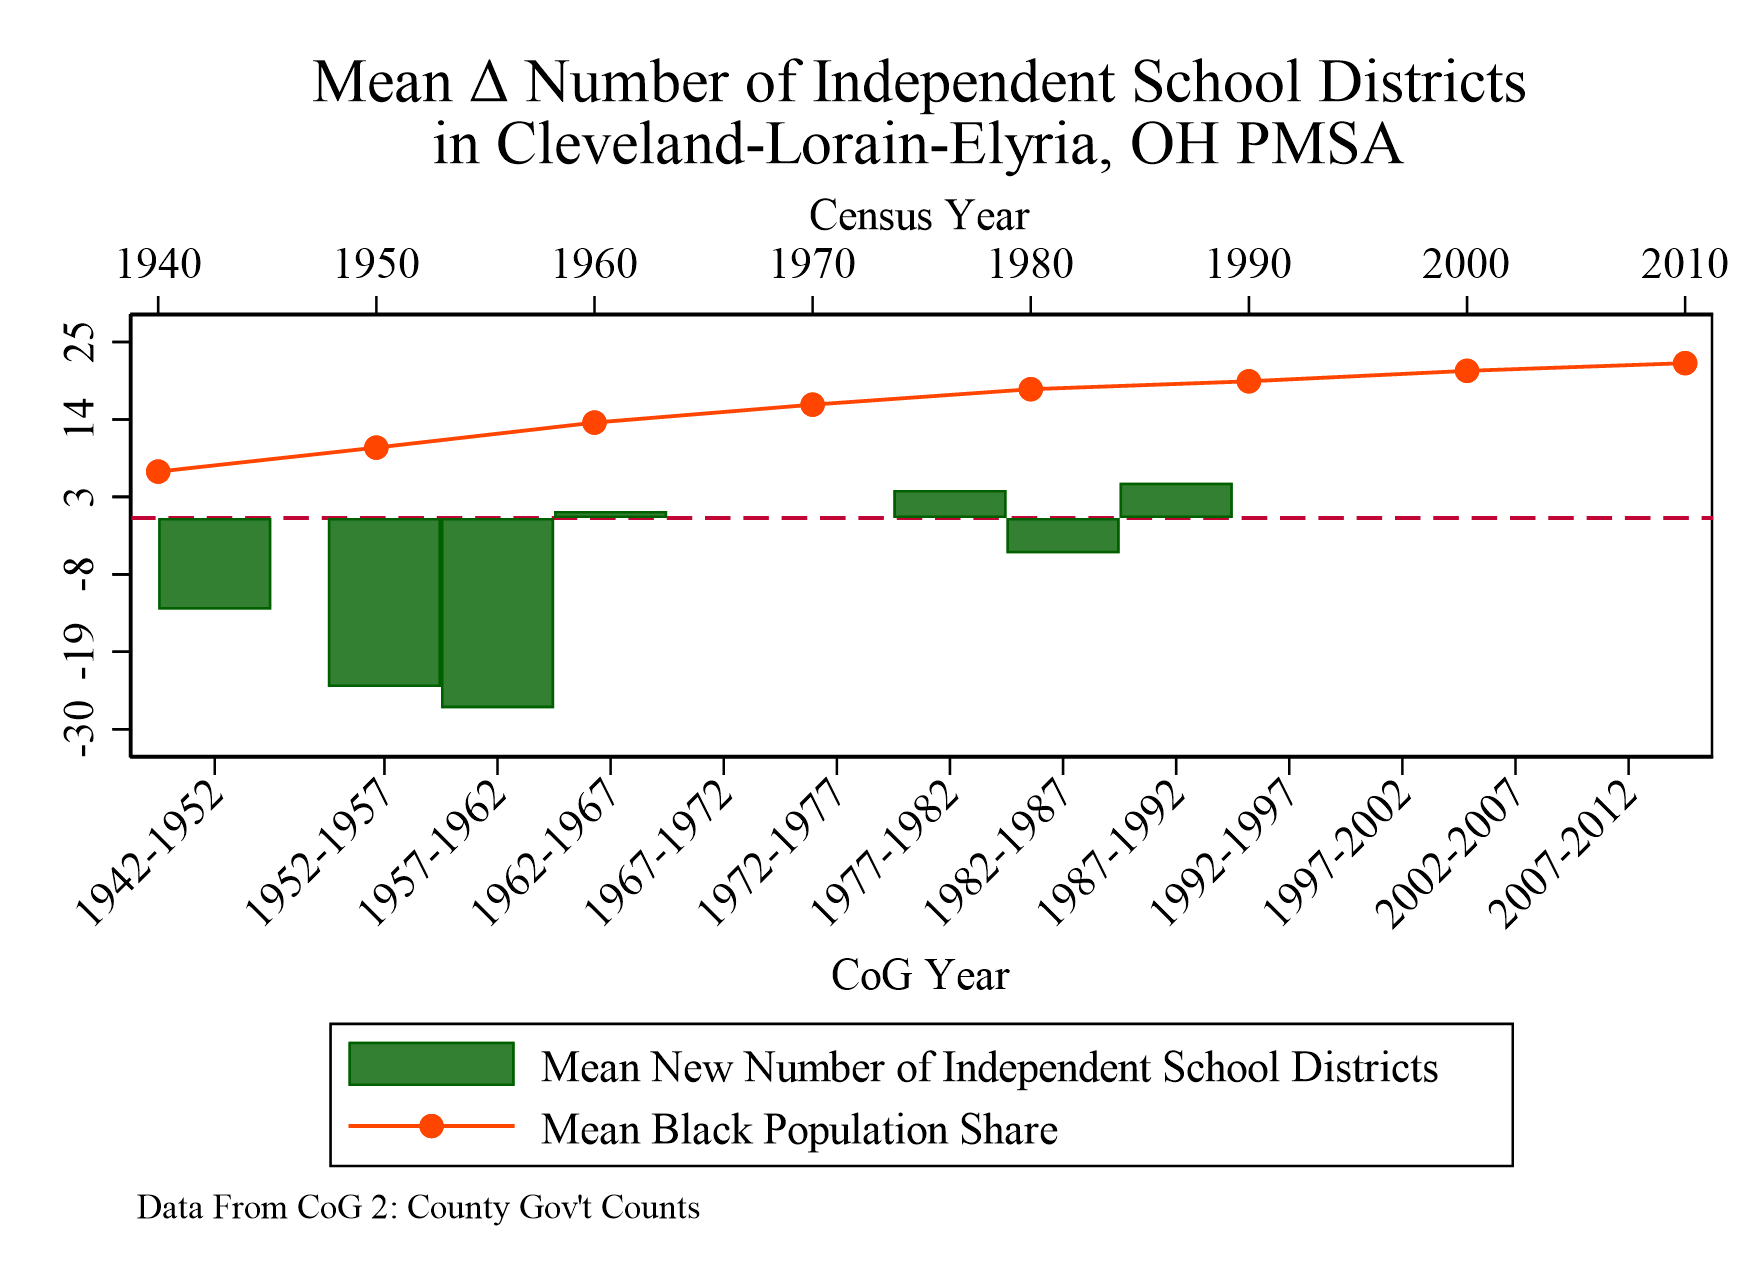 Mean Δ Number of Independent School Districts
in Cleveland-Lorain-Elyria, OH PMSA
Census Year
1940 1950 1960 1970 1980 1990 2000 2010
25
14
3
-8
-19
-30
1942-1952 1952-1957 1957-1962 1962-1967 1967-1972 1972-1977 1977-1982 1982-1987 1987-1992 1992-1997 1997-2002 2002-2007 2007-2012
CoG Year
Mean New Number of Independent School Districts
Mean Black Population Share
Data From CoG 2: County Gov't Counts